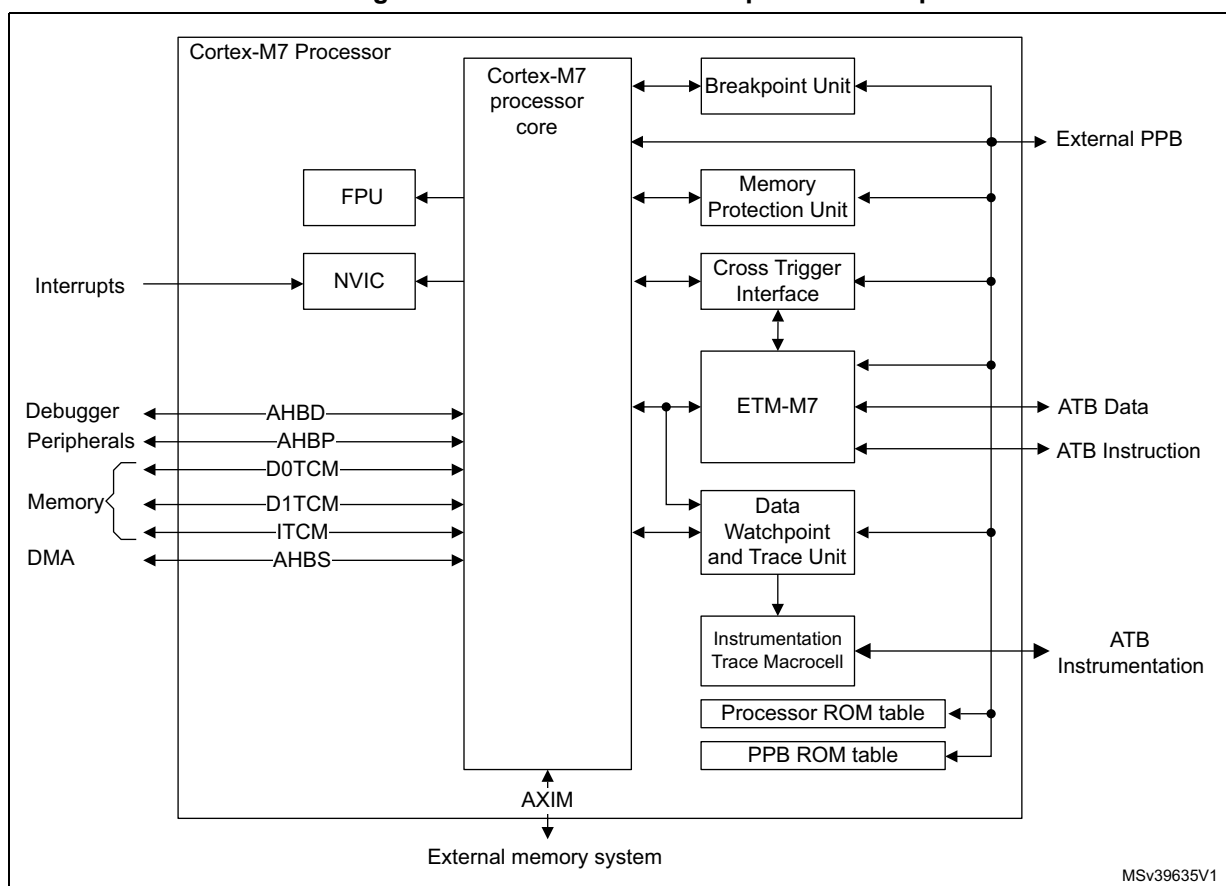 Cortex-M7 Processor
Cortex-M7
processor
core
Breakpoint Unit
External PPB
FPU
Memory
Protection Unit
Interrupts
NVIC
Cross Trigger
Interface
ETM-M7
Debugger
AHBD
ATB Data
Peripherals
AHBP
ATB Instruction
Memory
D0TCM
D1TCM
ITCM
DMA
AHBS
Data
Watchpoint
and Trace Unit
Instrumentation
Trace Macrocell
ATB
Instrumentation
Processor ROM table
PPB ROM table
AXIM
External memory system
MSv39635V1